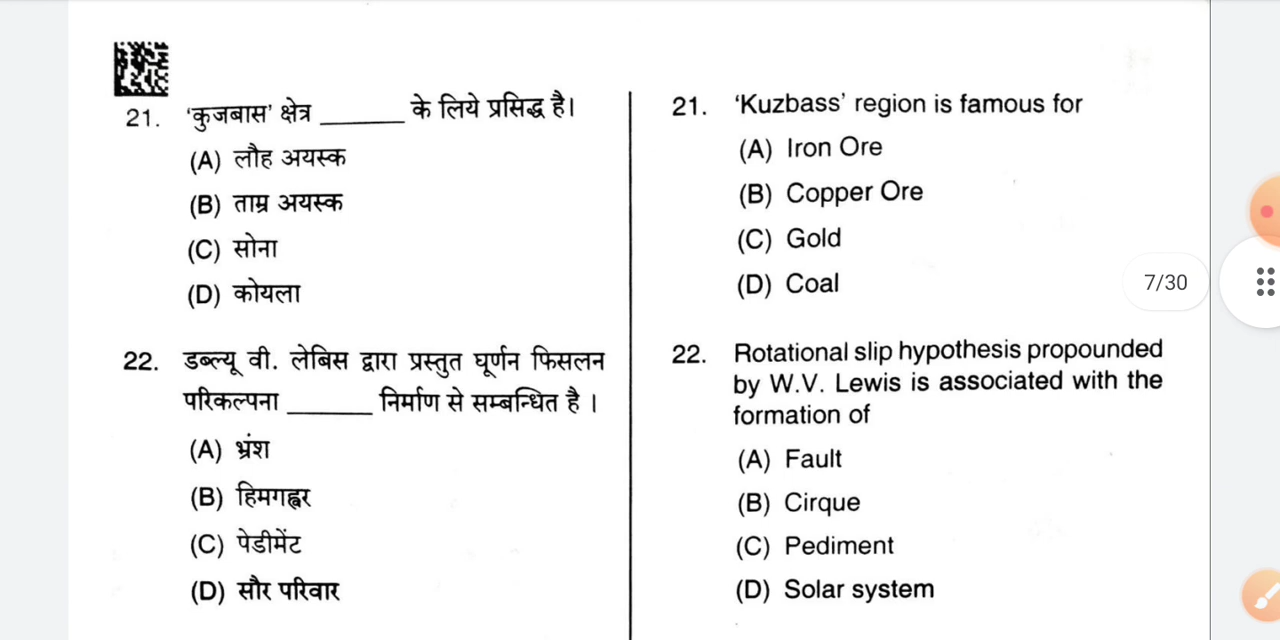 21. 'कुजबास' क्षेत्र ______ के लिये प्रसिद्ध है।
(A) लौह अयस्क
(B) ताम्र अयस्क
(C) सोना
(D) कोयला
22. डब्ल्यू वी. लेबिस द्वारा प्रस्तुत घूर्णन फिसलन
परिकल्पना ______ निर्माण से सम्बन्धित है ।
(A) भ्रंश
(B) हिमगह्वर
(C) पेडीमेंट
(D) सौर परिवार
21. 'Kuzbass' region is famous for
(A) Iron Ore
(B) Copper Ore
(C) Gold
(D) Coal
22. Rotational slip hypothesis propounded
by W.V. Lewis is associated with the
formation of
(A) Fault
(B) Cirque
(C) Pediment
(D) Solar system
7/30